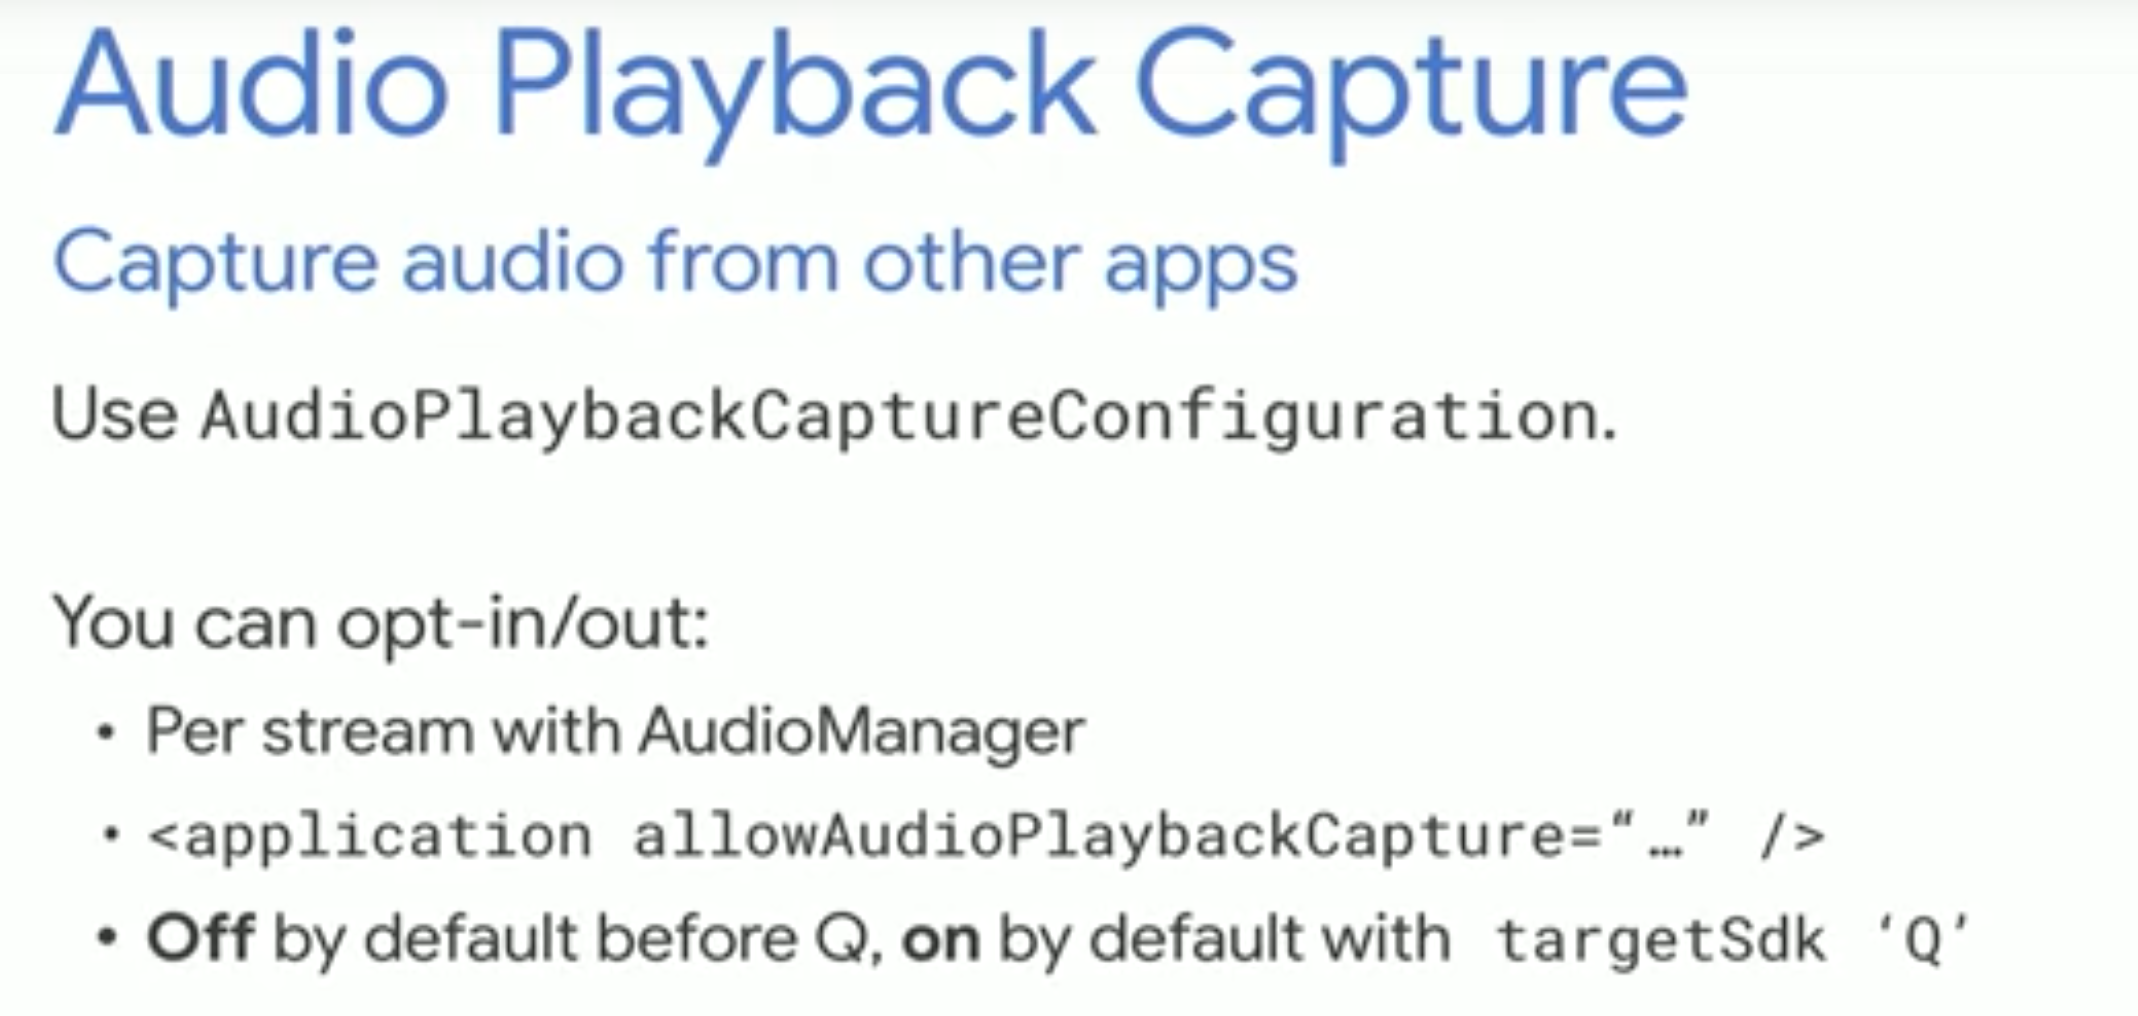 Audio Playback Capture
Capture audio from other apps
Use AudioPlaybackCaptureConfiguration.
You can opt-in/out:
• Per stream with AudioManager
• <application allowAudioPlaybackCapture=“…” />
• Off by default before Q, on by default with targetSdk ‘Q’